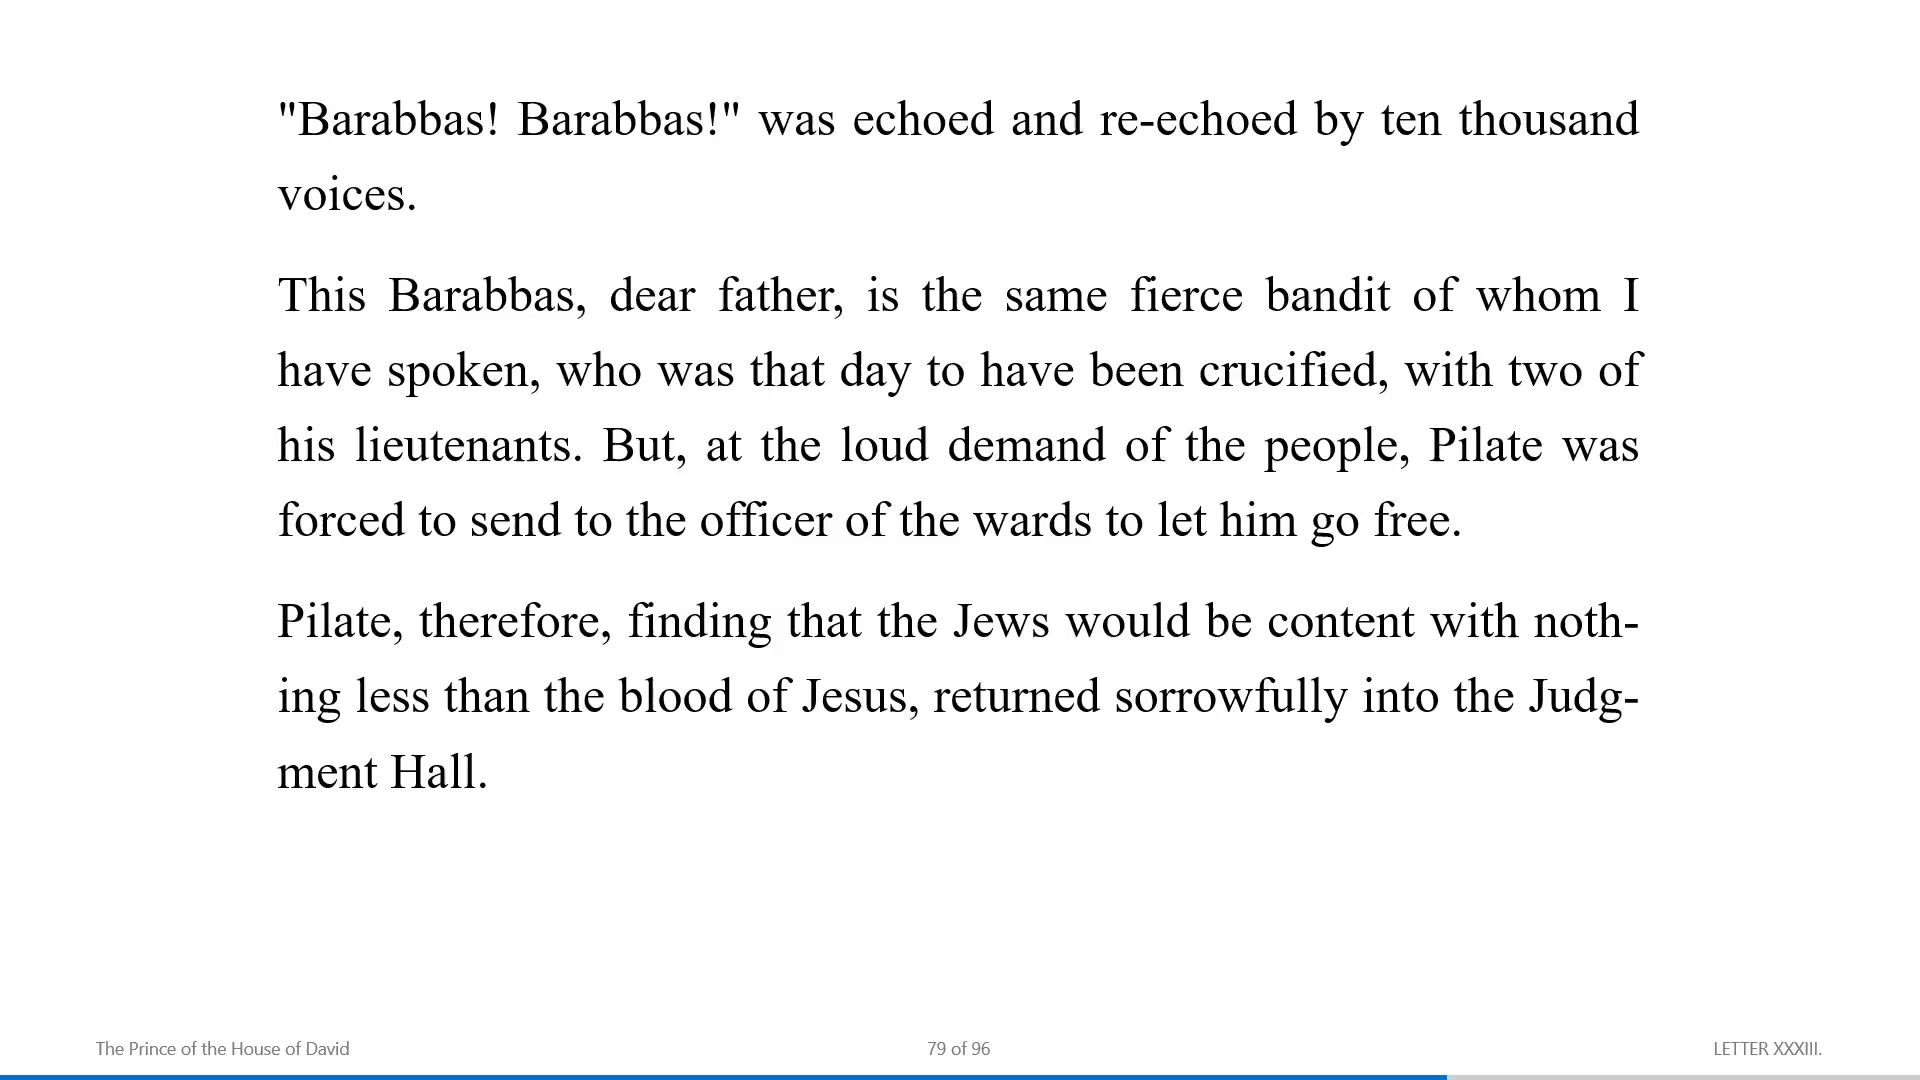 "Barabbas! Barabbas!" was echoed and re-echoed by ten thousand
voices.
This Barabbas, dear father, is the same fierce bandit of whom I
have spoken, who was that day to have been crucified, with two of
his lieutenants. But, at the loud demand of the people, Pilate was
forced to send to the officer of the wards to let him go free.
Pilate, therefore, finding that the Jews would be content with noth-
ing less than the blood of Jesus, returned sorrowfully into the Judg-
ment Hall.
The Prince of the House of David
79 of 96
LETTER XXXIII.